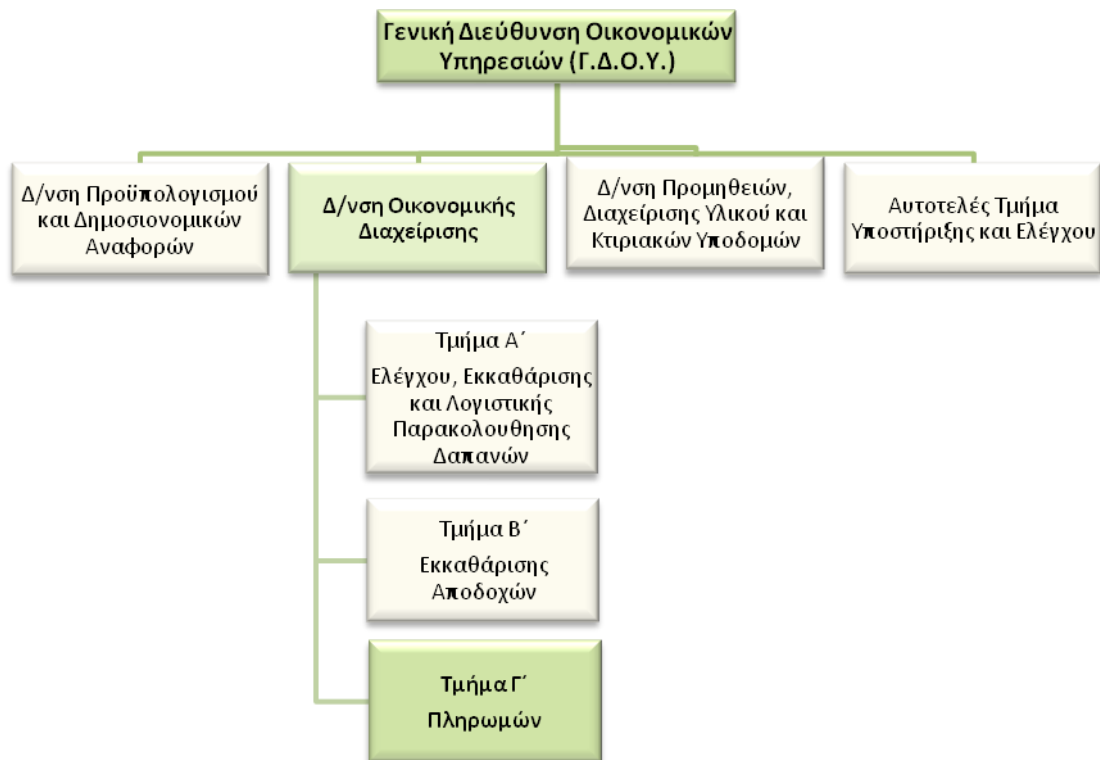 Γενική Διεύθυνση Οικονομικών
Υπηρεσιών (Γ.Δ.Ο.Υ.)
Δ/νση Προϋπολογισμού
και Δημοσιονομικών
Αναφορών
Δ/νση Οικονομικής
Διαχείρισης
Δ/νση Προμηθειών,
Διαχείρισης Υλικού και
Κτιριακών Υποδομών
Αυτοτελές Τμήμα
Υποστήριξης και Ελέγχου
Τμήμα Α΄
Ελέγχου, Εκκαθάρισης
και Λογιστικής
Παρακολουθησης
Δαπανών
Τμήμα Β΄
Εκκαθάρισης
Αποδοχών
Τμήμα Γ΄
Πληρωμών